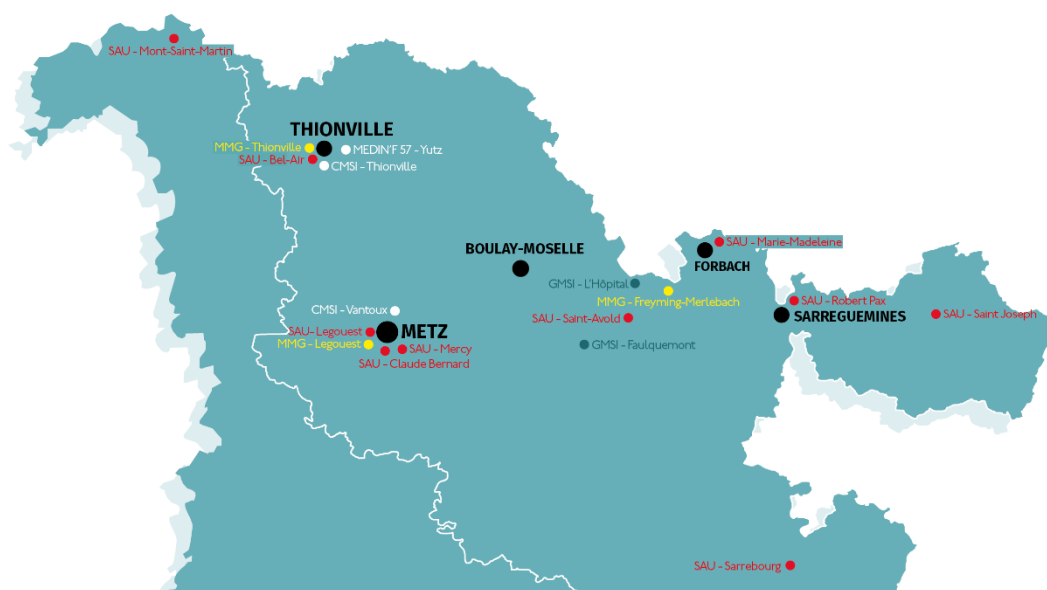 SAU - Mont-Saint-Martin
THIONVILLE
MMG - Thionville
MEDIN'F 57 - Yutz
SAU - Bel-Air
CMSI - Thionville
BOULAY-MOSELLE
SAU - Marie-Madeleine
FORBACH
GMSI - L'Hôpital
MMG - Freyming-Merlebach
SAU - Robert Pax
SARREGUEMINES
SAU - Saint Joseph
CMSI - Vantoux
SAU- Legouest
METZ
SAU - Saint-Avold
MMG - Legouest
SAU - Mercy
GMSI - Faulquemont
SAU - Claude Bernard
SAU - Sarrebourg